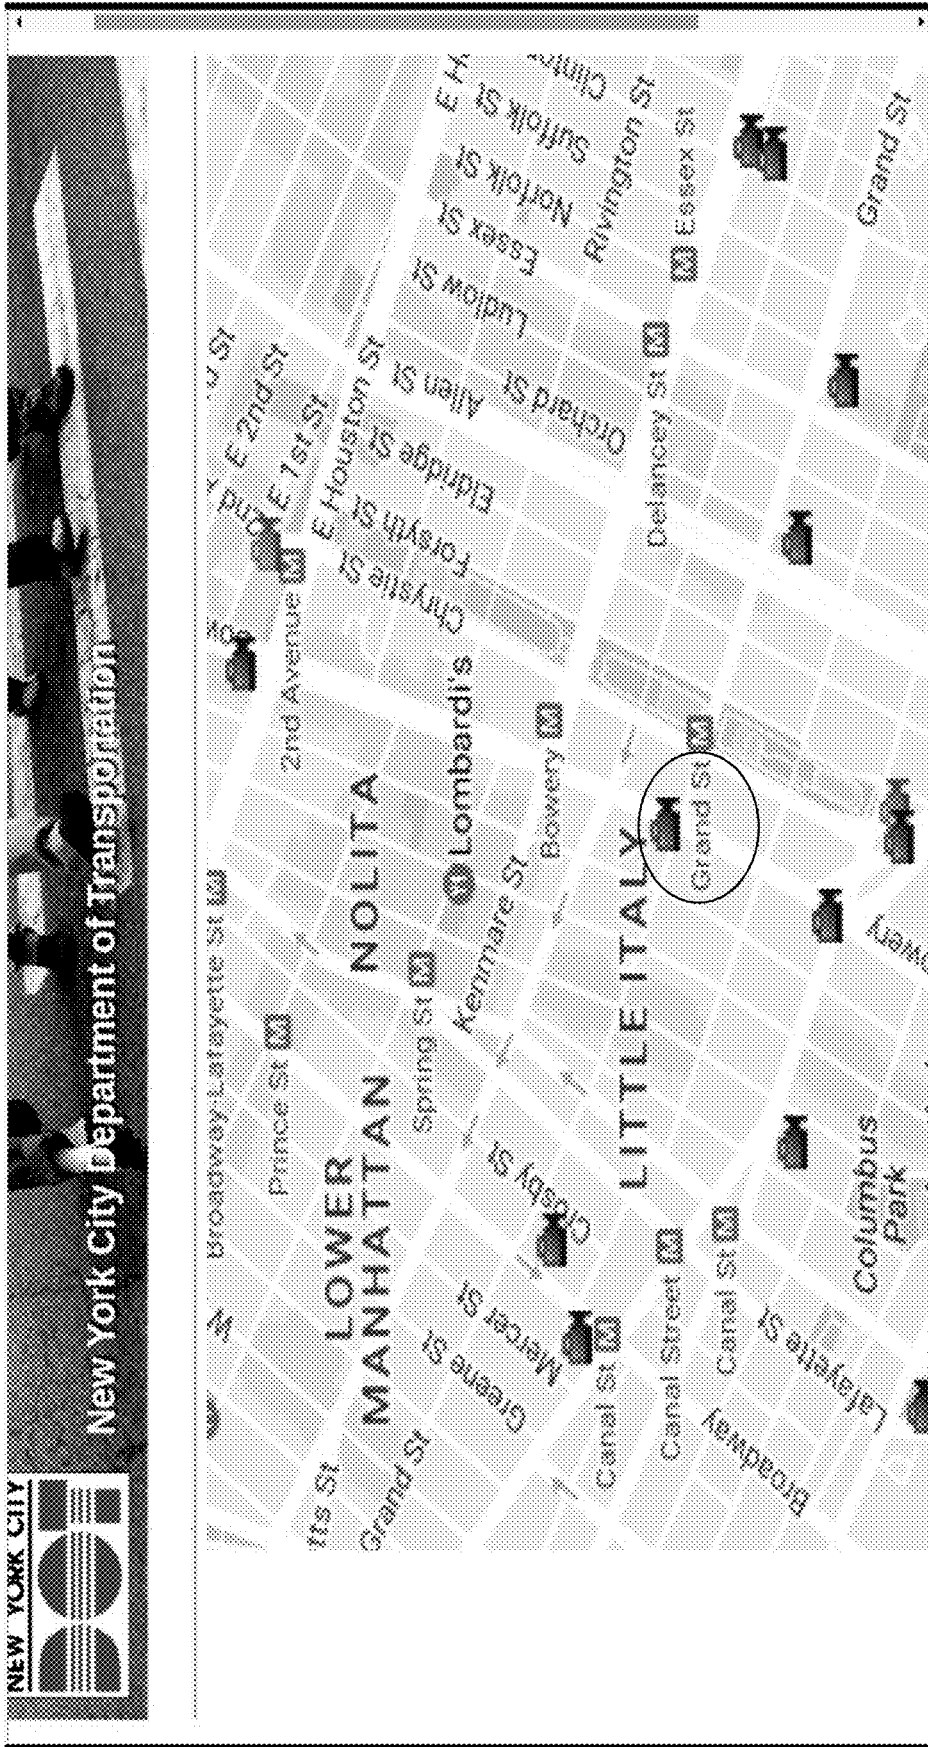 NEW YORK CITY
New York City Department of Transportation
Broadway-Lafayette St M
E 2nd St
E 1st St
E Houston St
2nd Avenue M
Prince St M
NOLITA
LOWER
MANHATTAN
Spring St M
Lombardi's
Kenmare St
Bowery M
Chrystie St
Forsyth St
Eldridge St
Allen St
Orchard St
Ludlow St
Essex St
Norfolk St
Suffolk St
Rivington St
Delancey St M
Essex St M
Grand St
LITTLE ITALY
Grand St M
Crosby St
Mercer St
Greene St
Grand St
Canal St M
Canal Street M
Canal St M
Broadway
Lafayette St
Columbus
Park